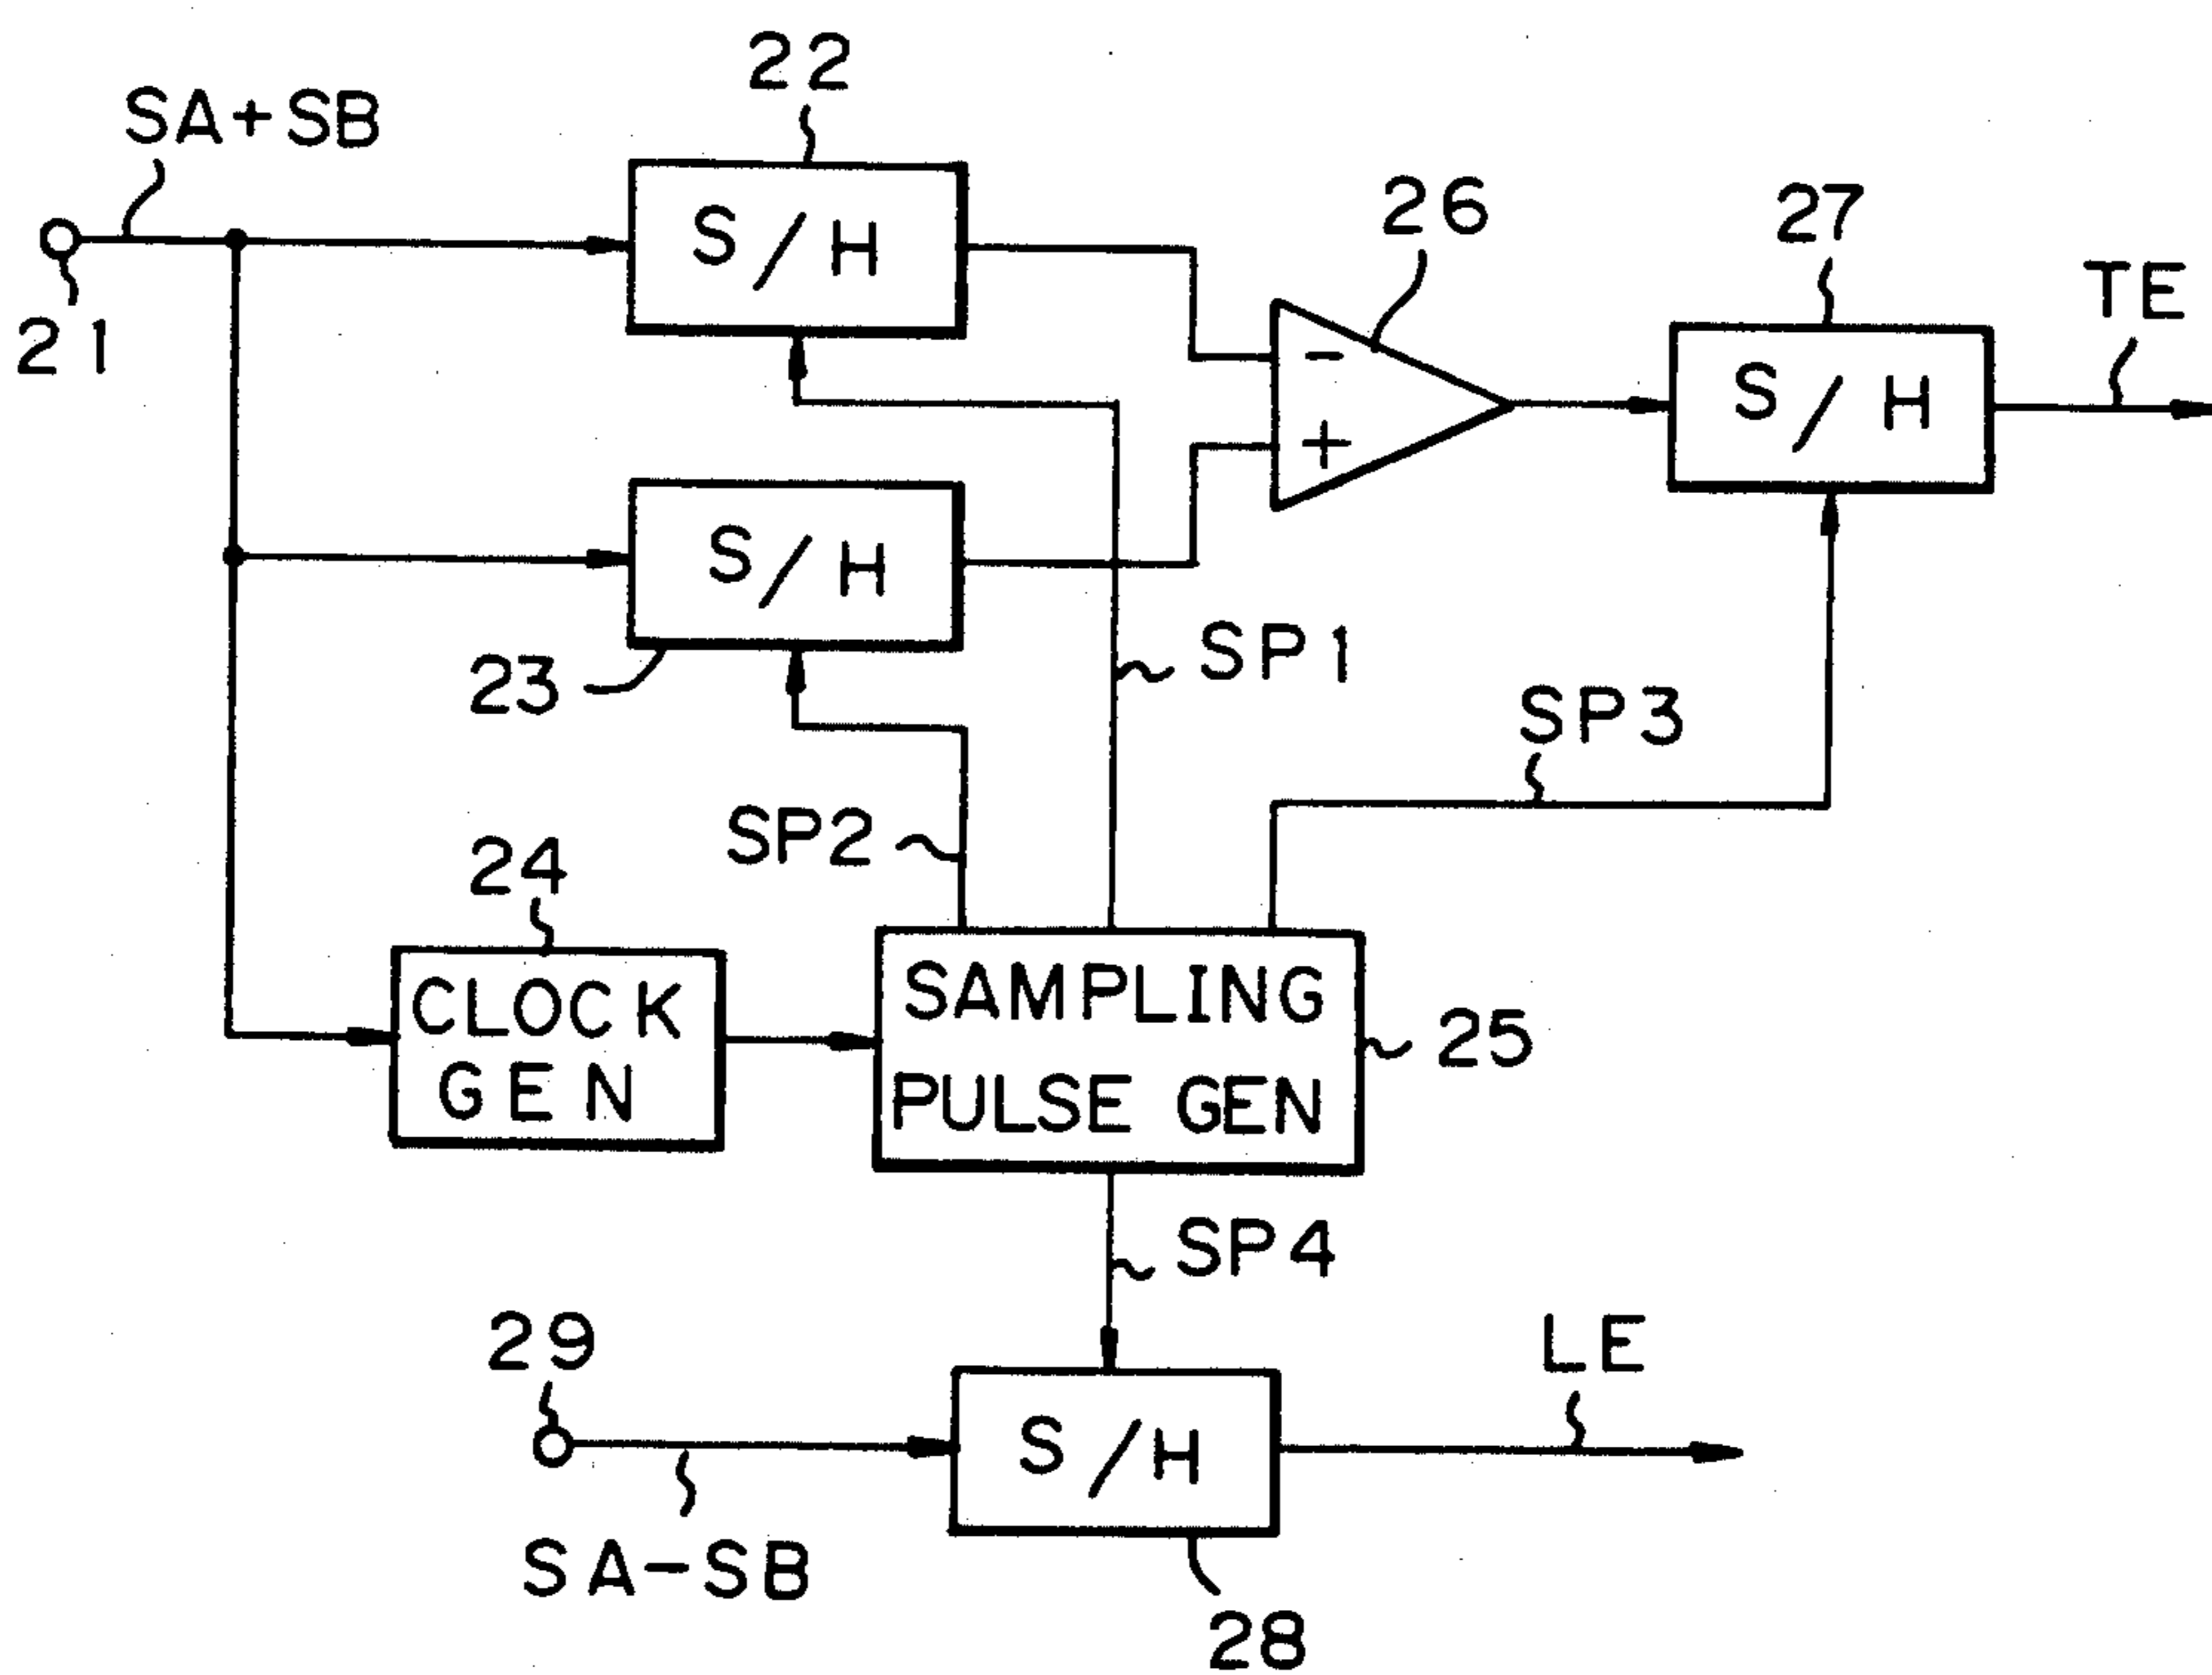 22
SA+SB
S/H
26
27
TE
21
-
+
S/H
S/H
23
SP1
SP3
SP2
24
CLOCK
GEN
SAMPLING
PULSE GEN
25
SP4
29
LE
S/H
SA-SB
28